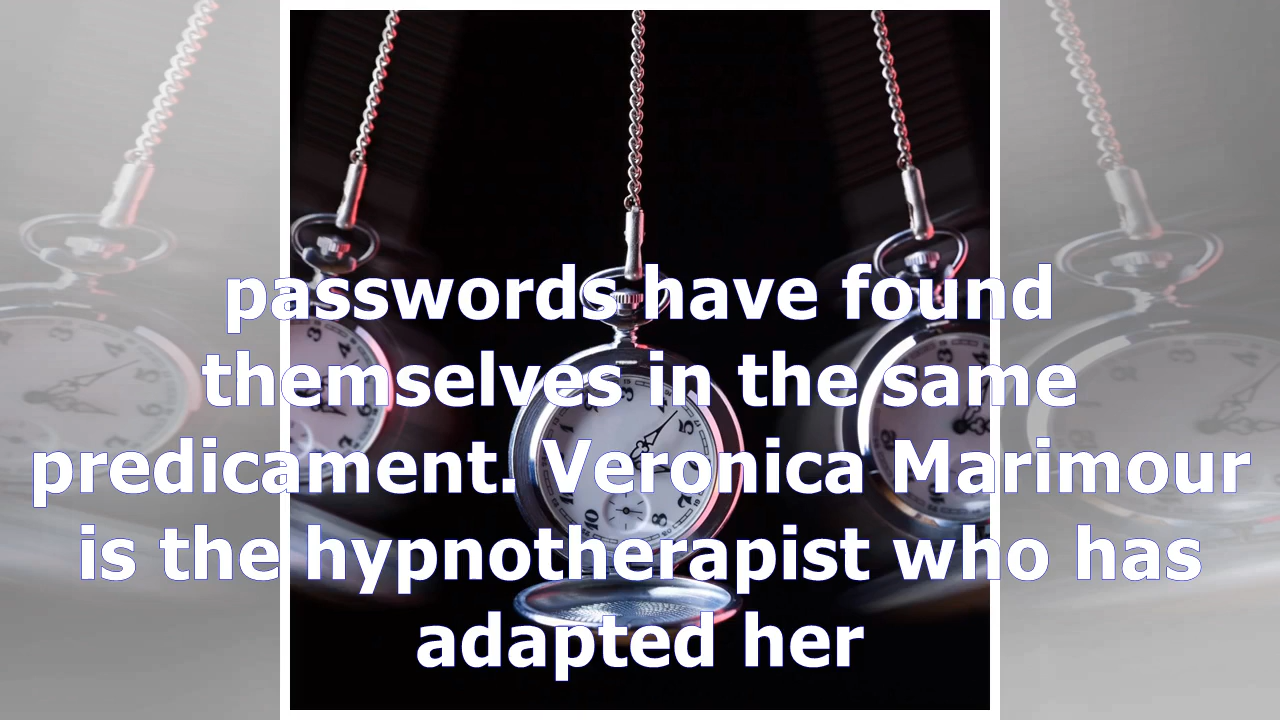 passwords have found
themselves in the same
predicament. Veronica Marimour
is the hypnotherapist who has
adapted her